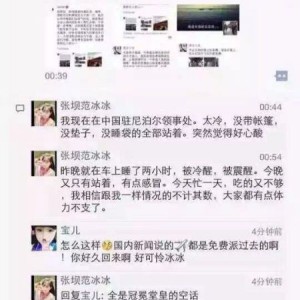 00:39
张坝范冰冰
00:44
我现在在中国驻尼泊尔领事处。太冷，没带帐篷，
没垫子，没睡袋的全部站着。突然觉得好心酸
张坝范冰冰
00:54
昨晚就在车上睡了两小时，被冷醒，被震醒。今晚
又只有站着，有点感冒。今天忙一天，吃的又不够
,我相信跟我一样情况的不计其数，大家都有点体
力不支了。
宝儿
4分钟前
怎么这样国内新闻说的都是免费派过去的啊
！你好久回来啊 好可怜冰冰
张坝范冰冰
4分钟前
回复宝儿: 全是冠冕堂皇的空话